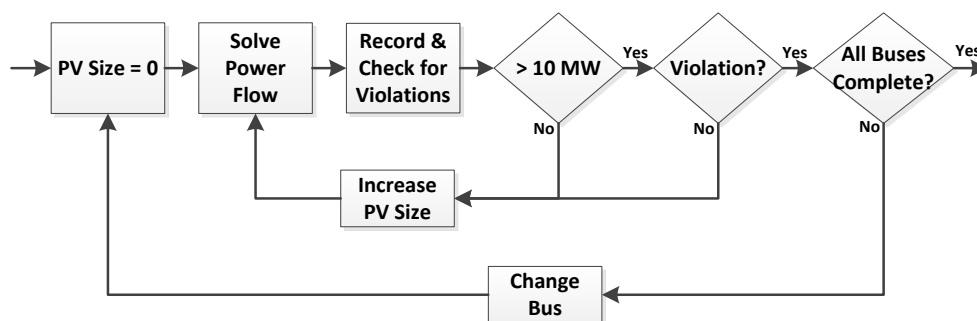 PV Size = 0
Solve
Power
Flow
Record &
Check for
Violations
> 10 MW
Yes
No
Violation?
Yes
No
All Buses
Complete?
Yes
No
Increase
PV Size
Change
Bus